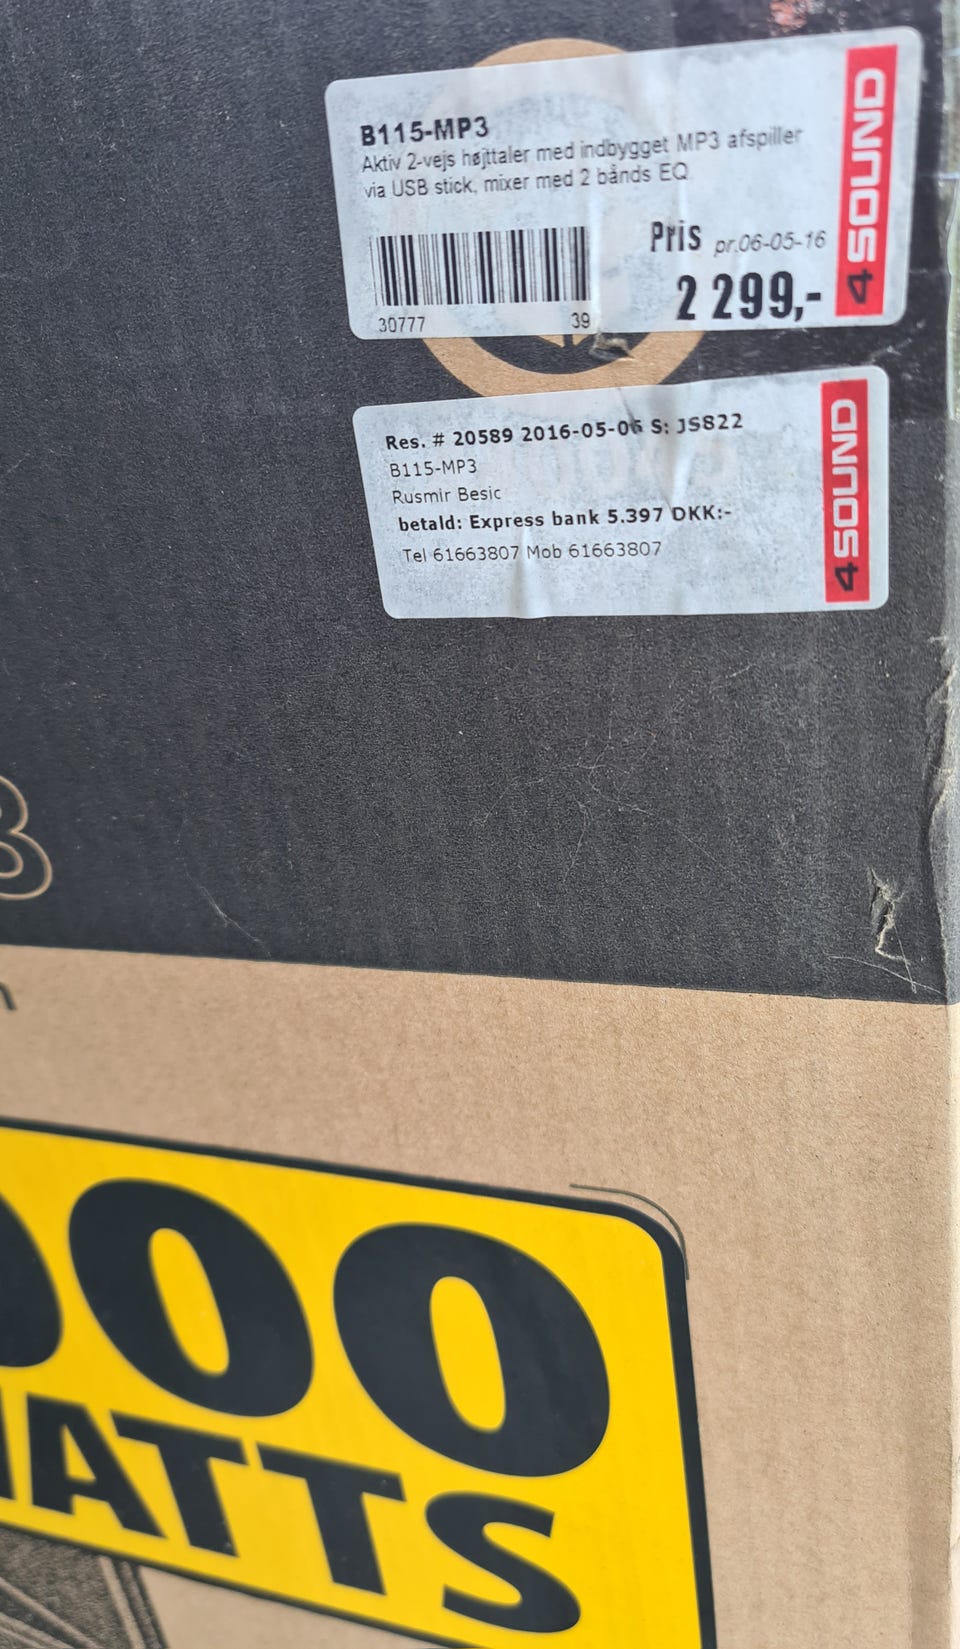 B115-MP3
Aktiv 2-vejs højttaler med indbygget MP3 afspiller
via USB stick, mixer med 2 bånds EQ
Pris pr.06-05-16
2 299,-
30777 39
4SOUND
Res. # 20589 2016-05-06 S: JS822
B115-MP3
Rusmir Besic
betald: Express bank 5.397 DKK:-
Tel 61663807 Mob 61663807
4SOUND
000
WATTS